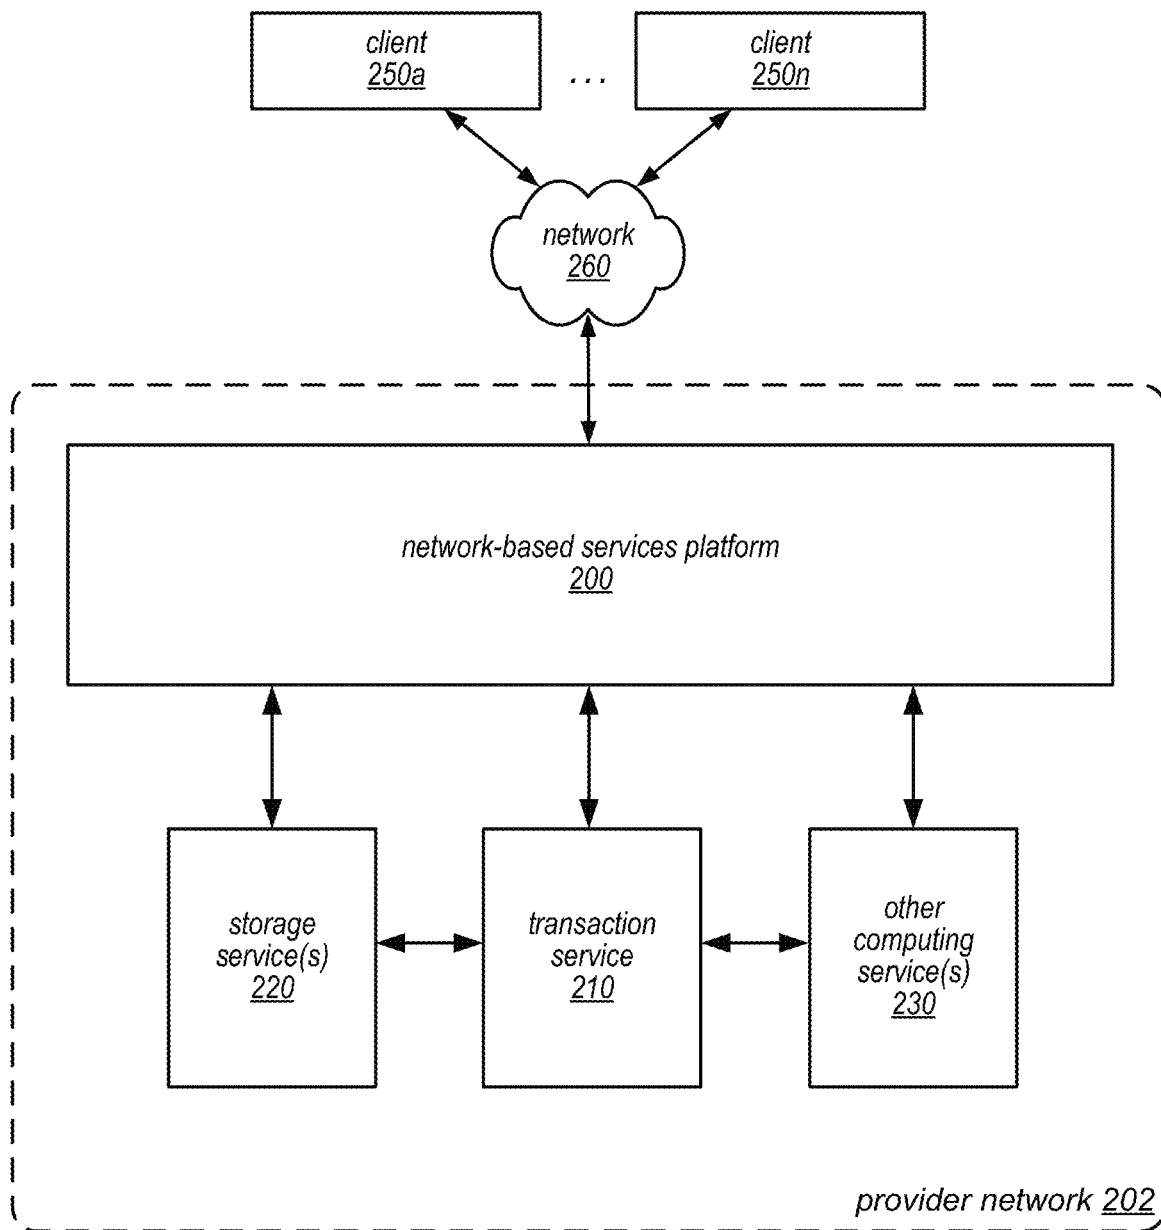 client
250a
...
client
250n
network
260
network-based services platform
200
storage
service(s)
220
transaction
service
210
other
computing
service(s)
230
provider network 202